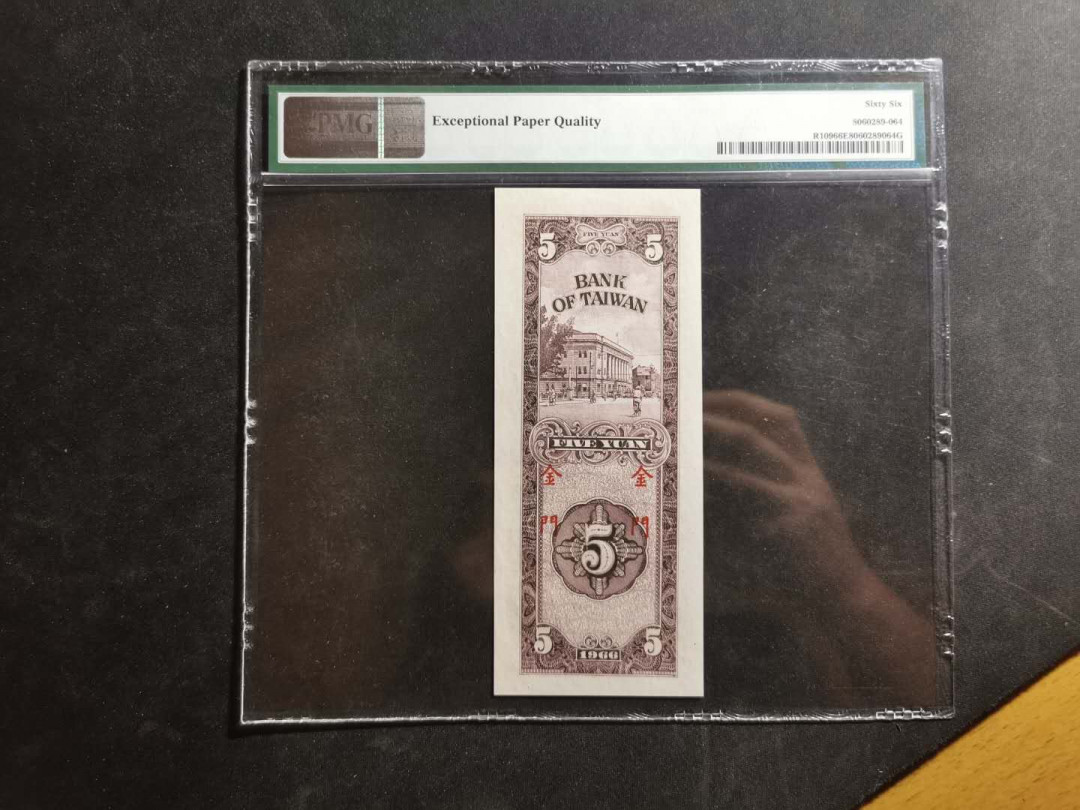 PMG
Exceptional Paper Quality
Sixty Six
8060289-064
R10966E8060289064G
5 FIVE YUAN 5
BANK
OF TAIWAN
FIVE YUAN
金 金
門 門
5
5 1966 5